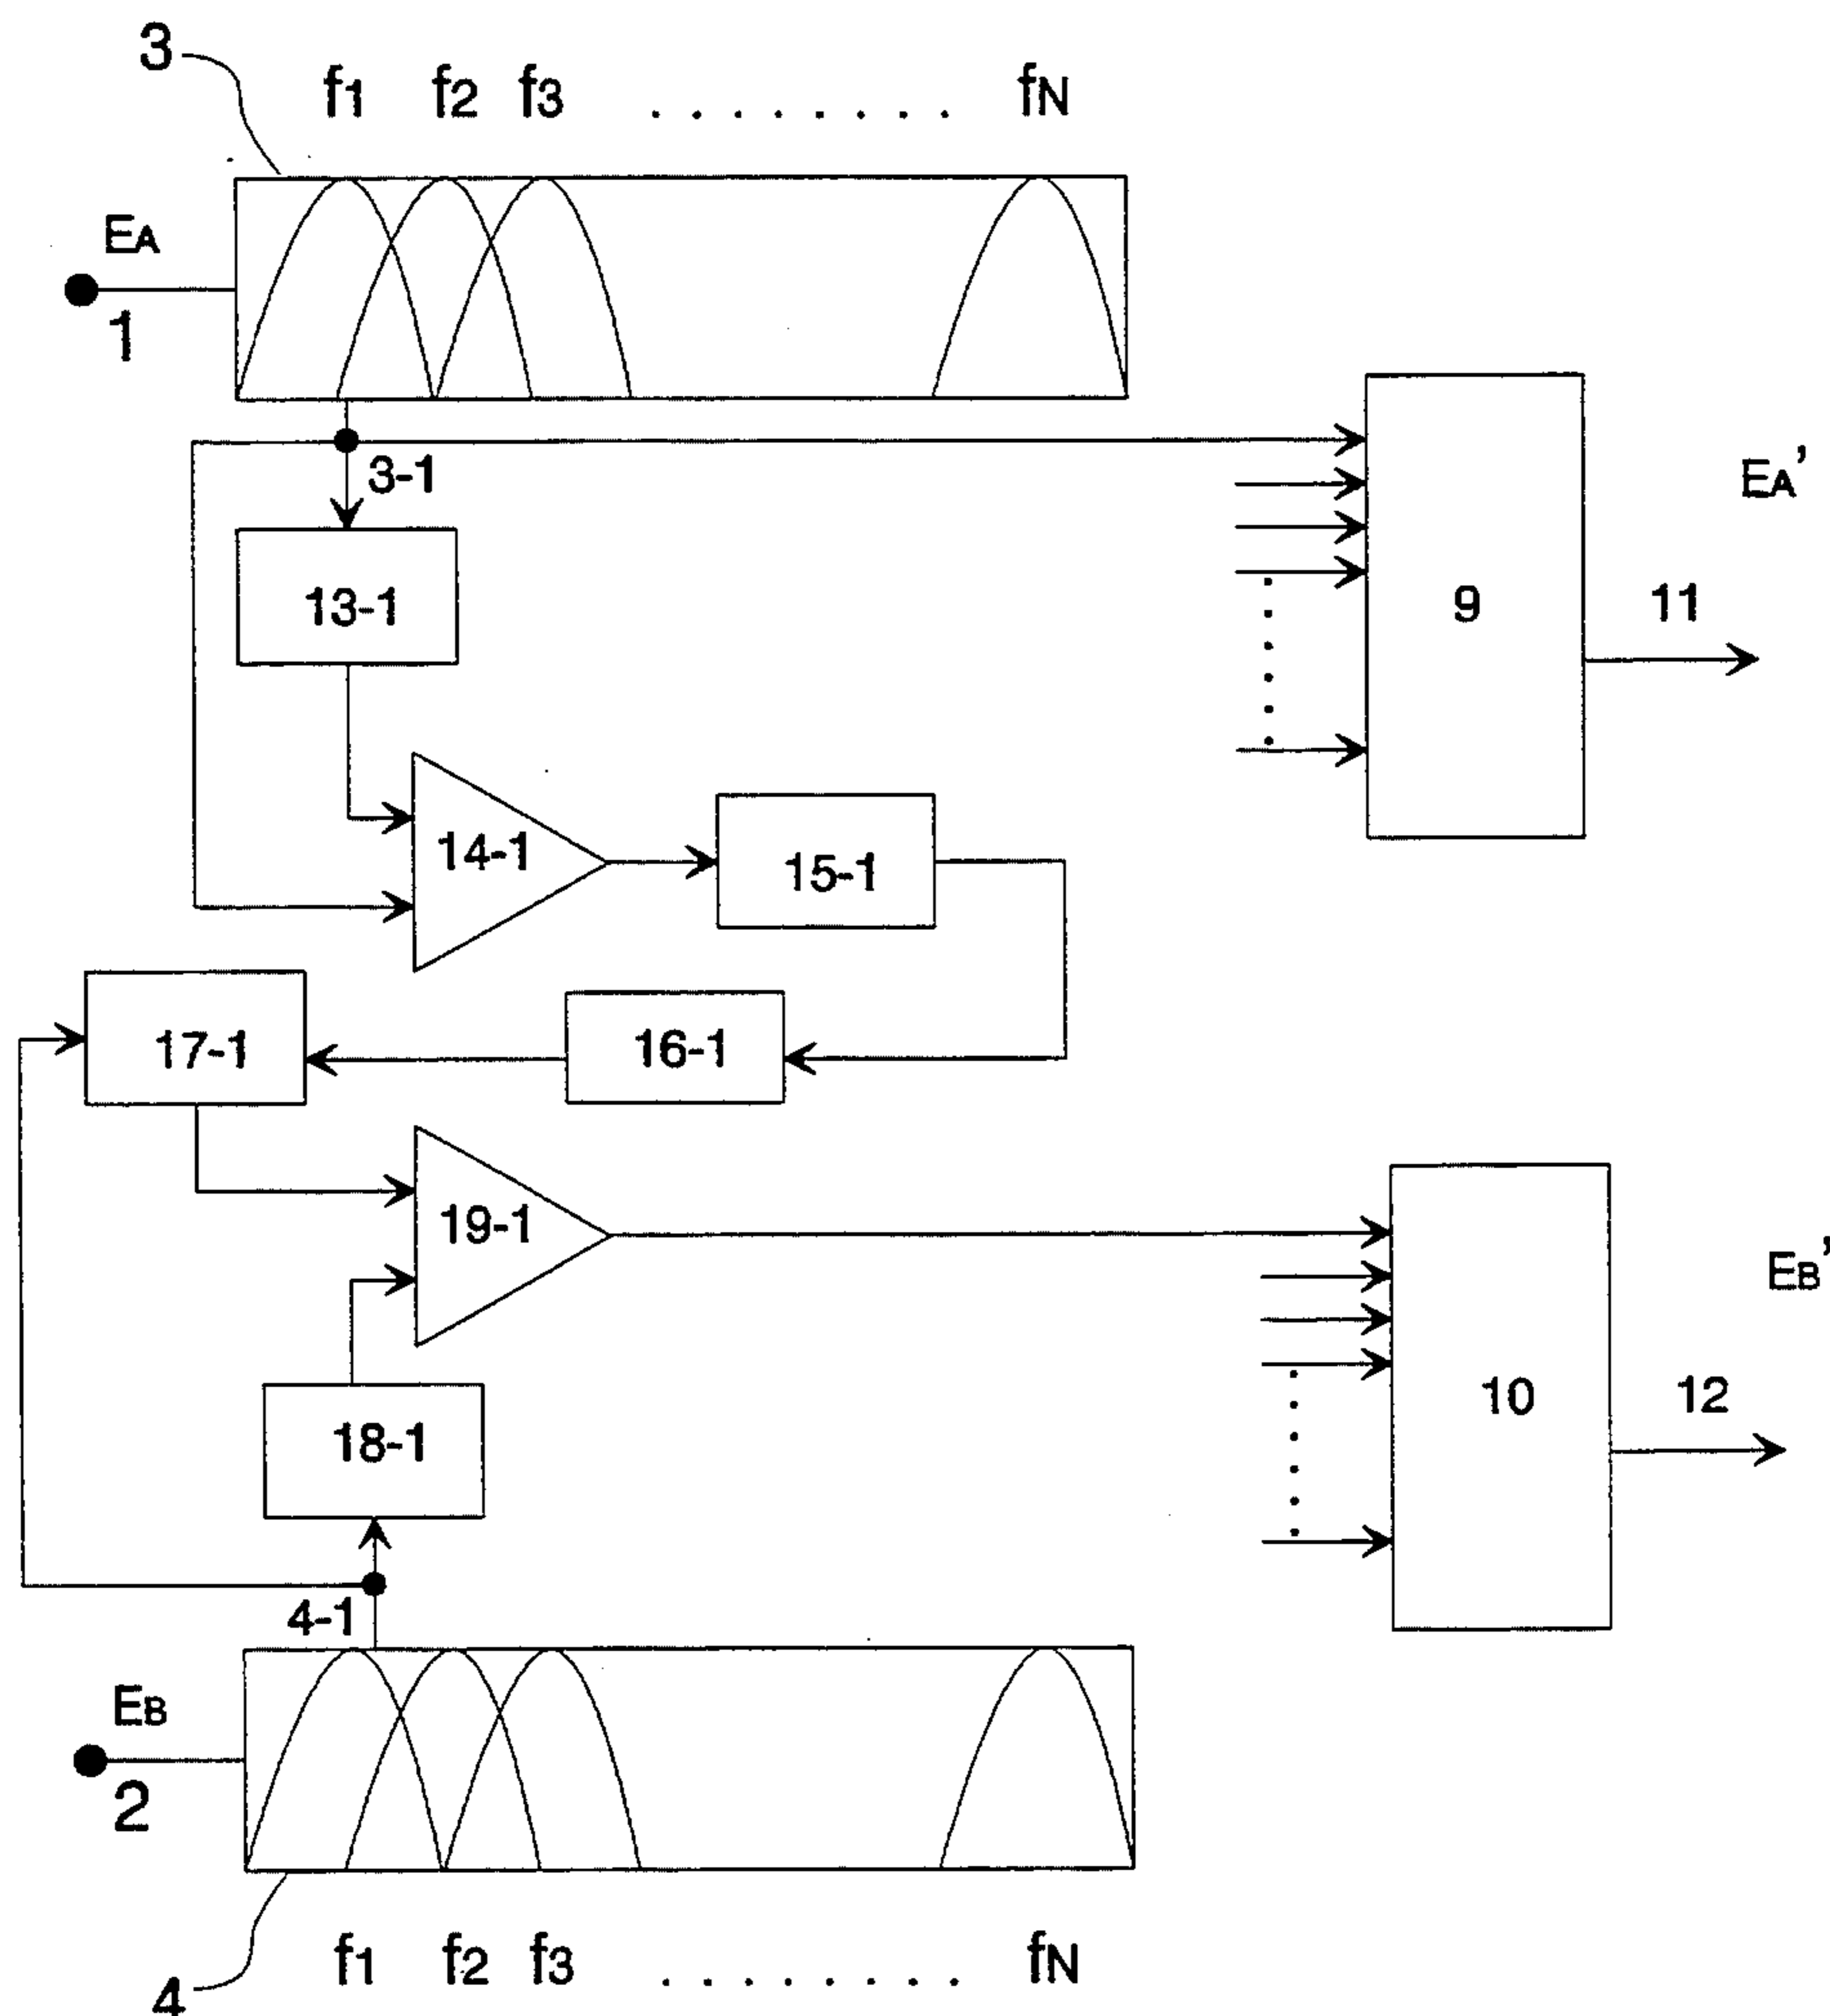 3
f1 f2 f3 . . . . . . . . fN
EA
1
3-1
EA’
13-1
9
11
14-1
15-1
17-1
16-1
19-1
EB’
10
12
18-1
4-1
EB
2
f1 f2 f3 . . . . . . . . fN
4